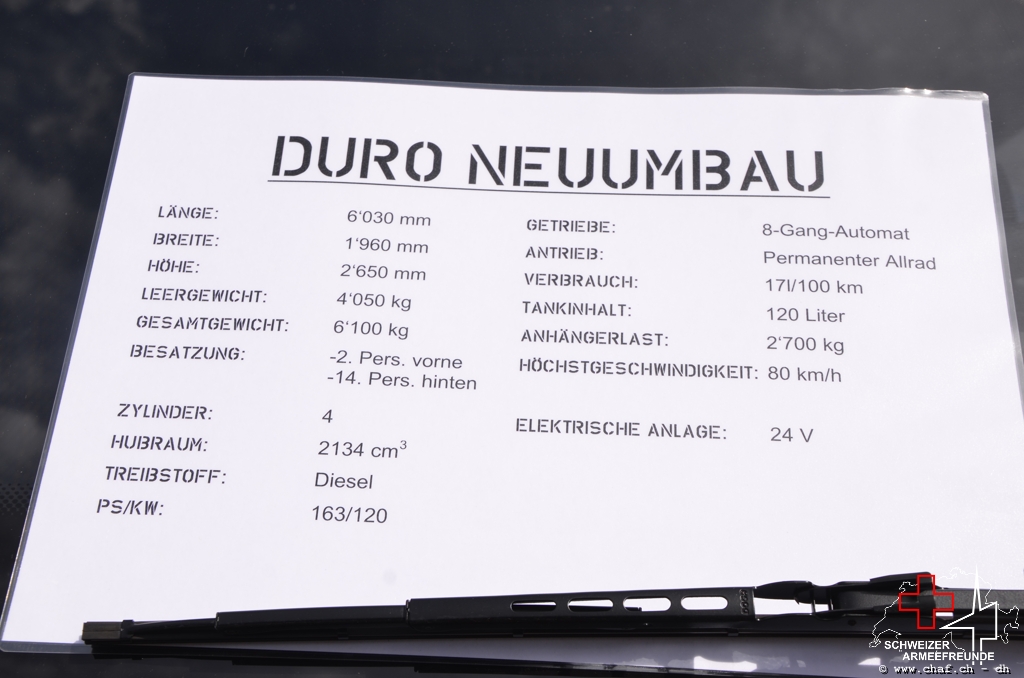 DURO NEUUMBAU
LÄNGE: 6‘030 mm
BREITE: 1‘960 mm
HÖHE: 2‘650 mm
LEERGEWICHT: 4‘050 kg
GESAMTGEWICHT: 6‘100 kg
BESATZUNG: -2. Pers. vorne
-14. Pers. hinten
ZYLINDER: 4
HUBRAUM: 2134 cm³
TREIBSTOFF: Diesel
PS/KW: 163/120
GETRIEBE: 8-Gang-Automat
ANTRIEB: Permanenter Allrad
VERBRAUCH: 17l/100 km
TANKINHALT: 120 Liter
ANHÄNGERLAST: 2‘700 kg
HÖCHSTGESCHWINDIGKEIT: 80 km/h
ELEKTRISCHE ANLAGE: 24 V
SCHWEIZER
ARMEEFREUNDE
© www.chaf.ch - dh